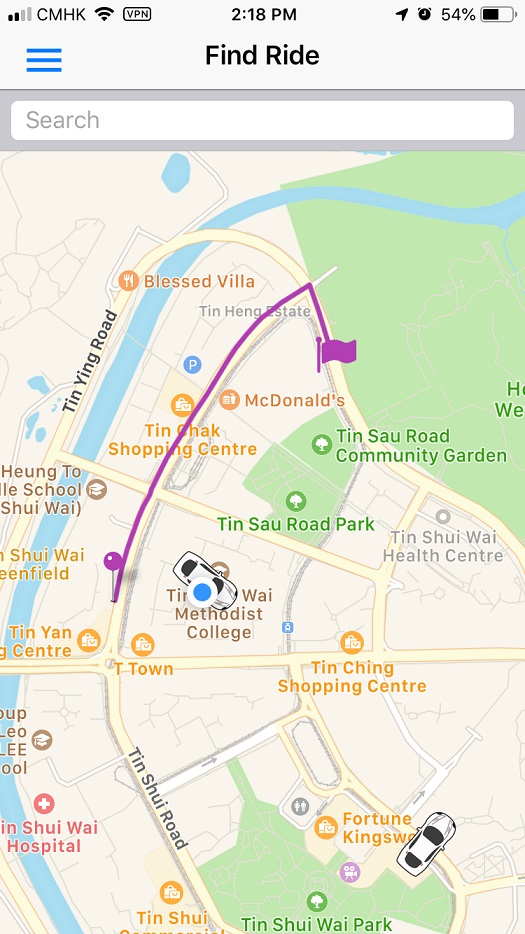 CMHK VPN 2:18 PM 54%
Find Ride
Search
Blessed Villa
Tin Heng Estate
Tin Ying Road
P
McDonald's
Tin Chak
Shopping Centre
Tin Sau Road
Community Garden
Ho
We
Heung To
lle School
(Shui Wai)
Tin Sau Road Park
Tin Shui Wai
Health Centre
n Shui Wai
eenfield
Tin Wai
Methodist
College
Tin Yan
g Centre
T Town
Tin Ching
Shopping Centre
oup
Leo
LEE
ool
Tin Shui Road
in Shui Wai
Hospital
Fortune
Kingswo
Tin Shui
Commercial
Tin Shui Wai Park